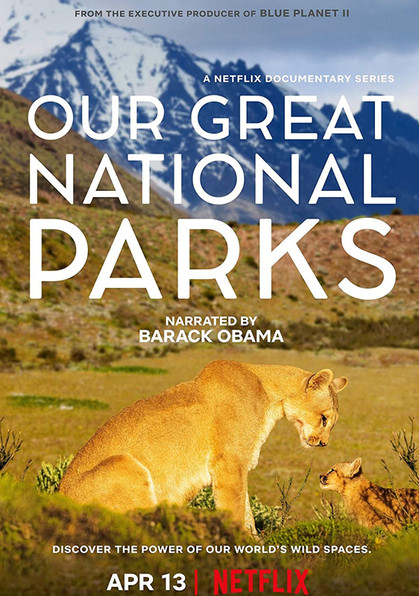 FROM THE EXECUTIVE PRODUCER OF BLUE PLANET II
A NETFLIX DOCUMENTARY SERIES
OUR GREAT
NATIONAL
PARKS
NARRATED BY
BARACK OBAMA
DISCOVER THE POWER OF OUR WORLD'S WILD SPACES.
APR 13 | NETFLIX